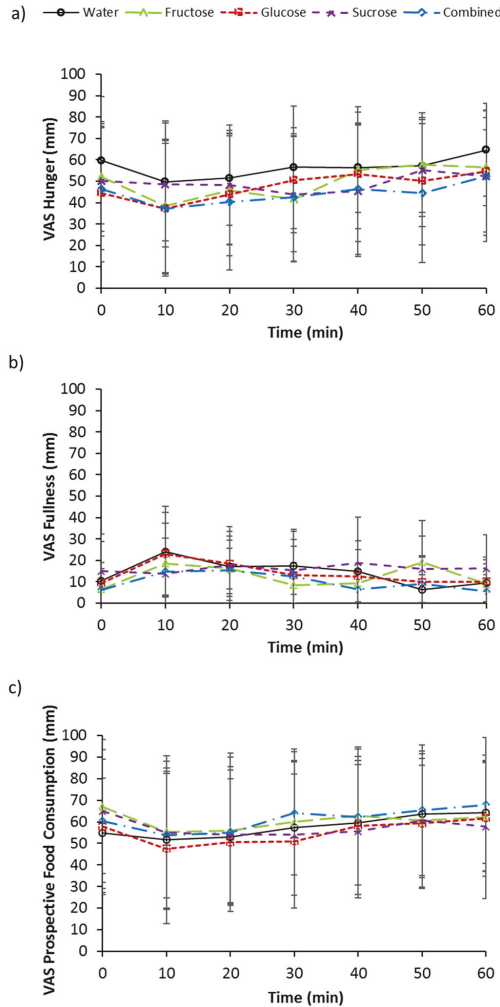 a)
Water Fructose Glucose Sucrose Combined
VAS Hunger (mm)
100
90
80
70
60
50
40
30
20
10
0
0 10 20 30 40 50 60
Time (min)
b)
VAS Fullness (mm)
100
90
80
70
60
50
40
30
20
10
0
0 10 20 30 40 50 60
Time (min)
c)
VAS Prospective Food Consumption (mm)
100
90
80
70
60
50
40
30
20
10
0
0 10 20 30 40 50 60
Time (min)